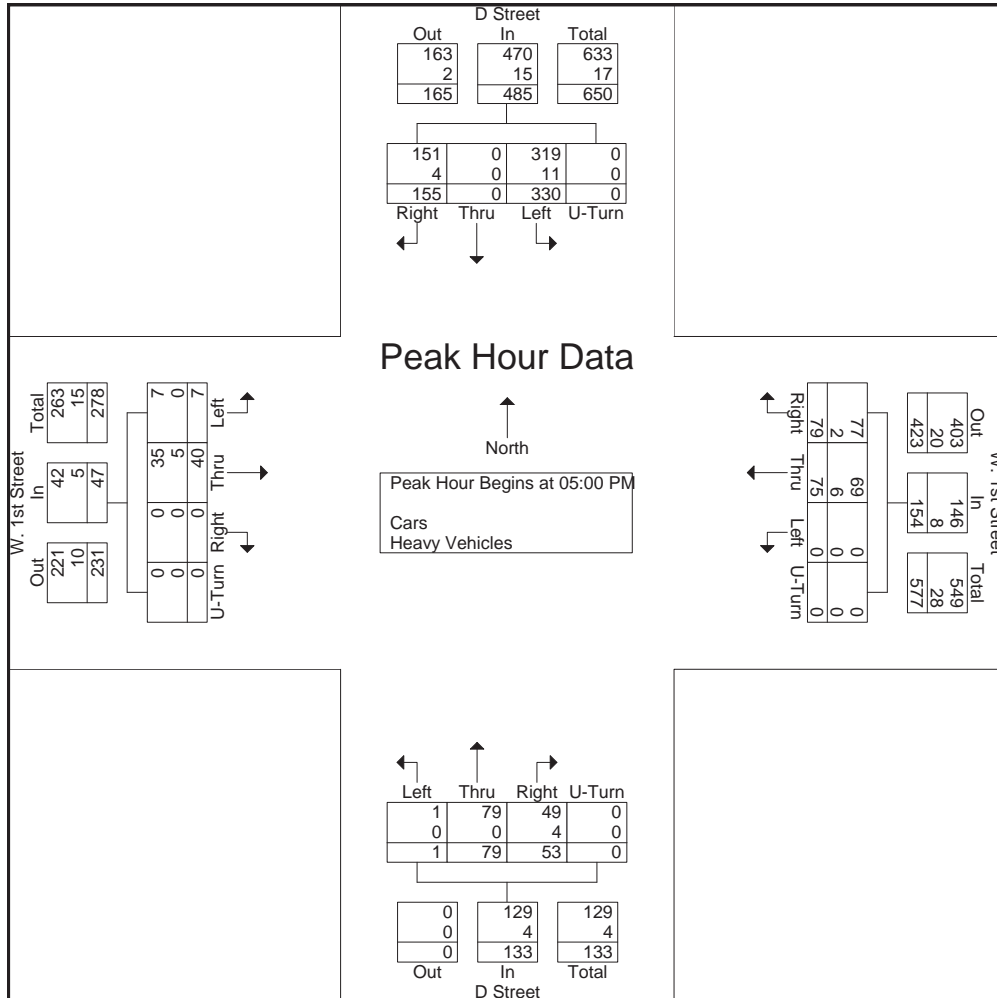 D Street
Out In Total
163 470 633
2 15 17
165 485 650
151 0 319 0
4 0 11 0
155 0 330 0
Right Thru Left U-Turn
Peak Hour Data
North
Peak Hour Begins at 05:00 PM
Cars
Heavy Vehicles
W. 1st Street
Total In Out
263 42 221
15 5 10
278 47 231
7 35 0 0
0 5 0 0
7 40 0 0
Left Thru Right U-Turn
W. 1st Street
Out In Total
403 146 549
20 8 28
423 154 577
77 69 0 0
2 6 0 0
79 75 0 0
Right Thru Left U-Turn
Left Thru Right U-Turn
1 79 49 0
0 0 4 0
1 79 53 0
0 129 129
0 4 4
0 133 133
Out In Total
D Street